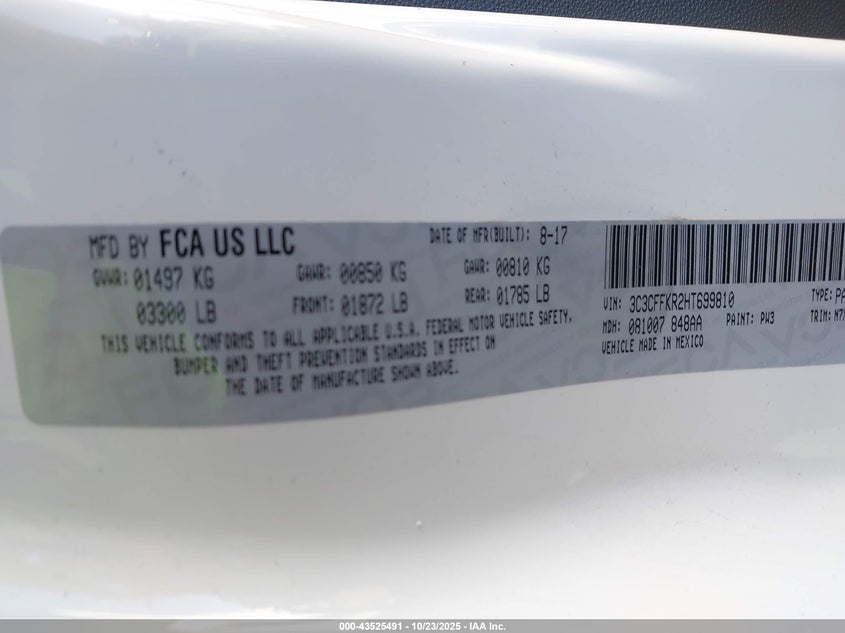 MFD BY FCA US LLC
DATE OF MFR(BUILT): 8-17
GVWR: 01497 KG
GAWR: 00850 KG
GAWR: 00810 KG
03300 LB
FRONT: 01872 LB
REAR: 01785 LB
THIS VEHICLE CONFORMS TO ALL APPLICABLE U.S.A. FEDERAL MOTOR VEHICLE SAFETY,
BUMPER AND THEFT PREVENTION STANDARDS IN EFFECT ON
THE DATE OF MANUFACTURE SHOWN ABOVE.
VIN: 3C3CFFKR2HT699810
TYPE: PA
MDH: 081007 848AA
PAINT: PW3
TRIM: N7
VEHICLE MADE IN MEXICO
000-43525491 - 10/23/2025 - IAA Inc.